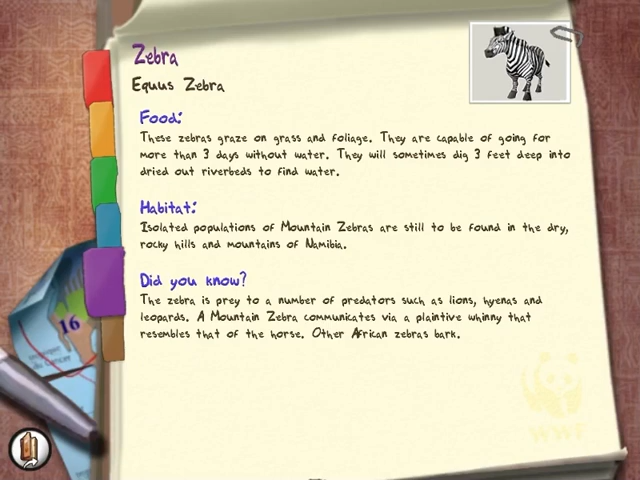 Zebra
Equus Zebra
Food:
These zebras graze on grass and foliage. They are capable of going for
more than 3 days without water. They will sometimes dig 3 feet deep into
dried out riverbeds to find water.
Habitat:
Isolated populations of Mountain Zebras are still to be found in the dry,
rocky hills and mountains of Namibia.
Did you know?
The zebra is prey to a number of predators such as lions, hyenas and
leopards. A Mountain Zebra communicates via a plaintive whinny that
resembles that of the horse. Other African zebras bark.
16
du Cancer
WWF